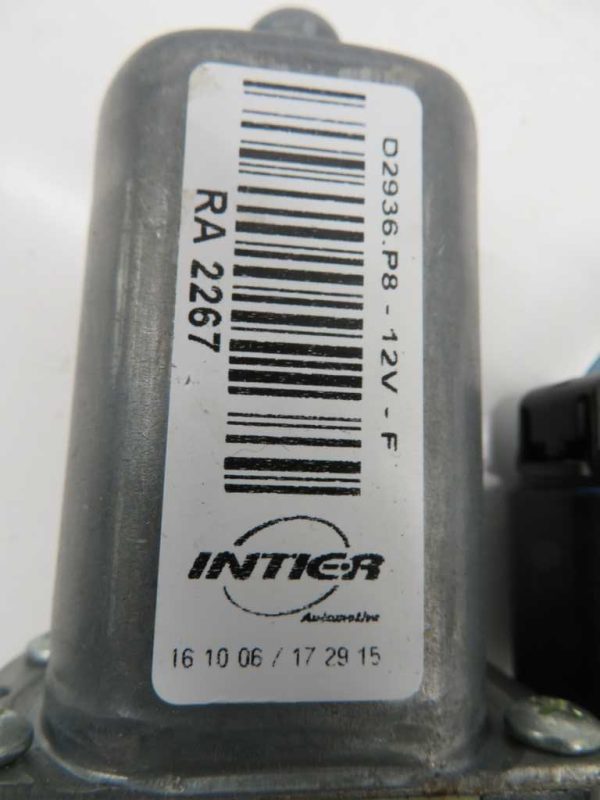 D2936.P8 - 12V - F
RA 2267
INTIER
Automotive
16 10 06 / 17 29 15